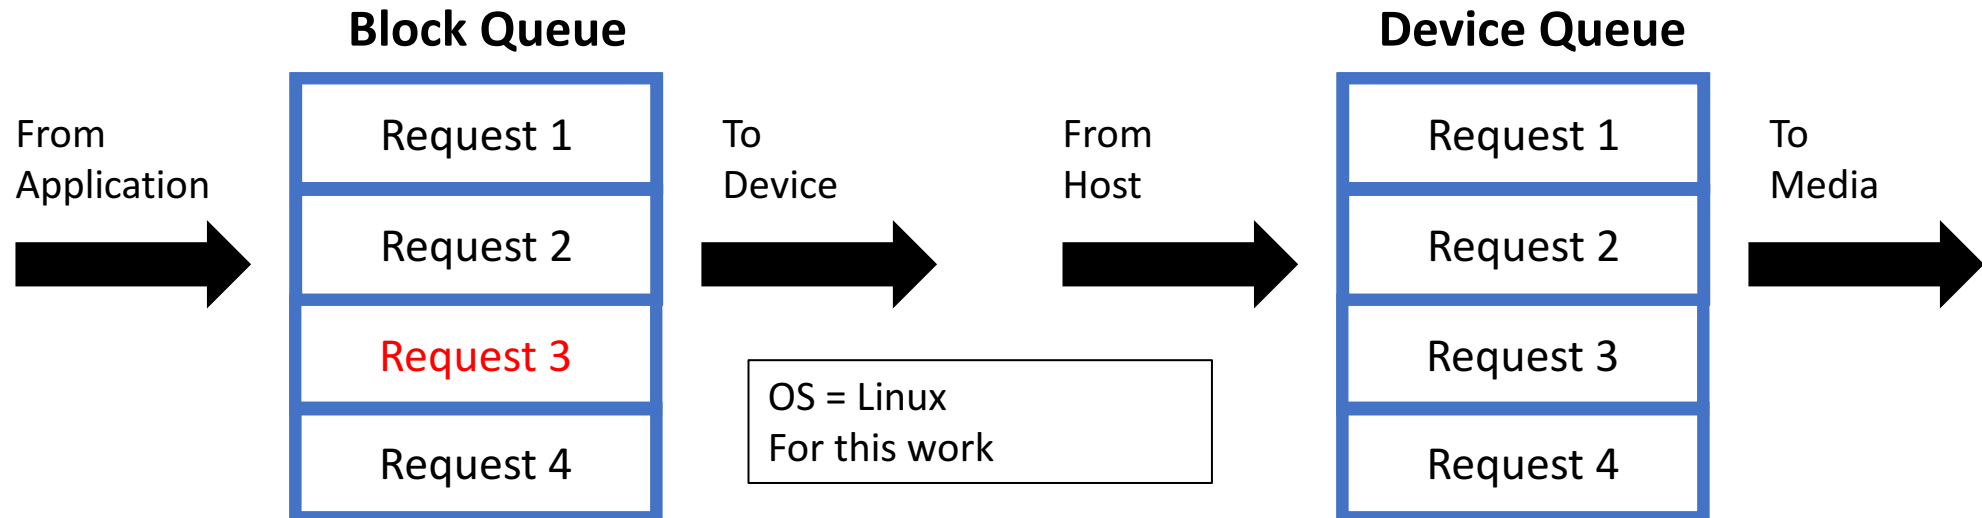 Block Queue
Device Queue
From
Application
Request 1
Request 2
Request 3
Request 4
To
Device
OS = Linux
For this work
From
Host
Request 1
Request 2
Request 3
Request 4
To
Media